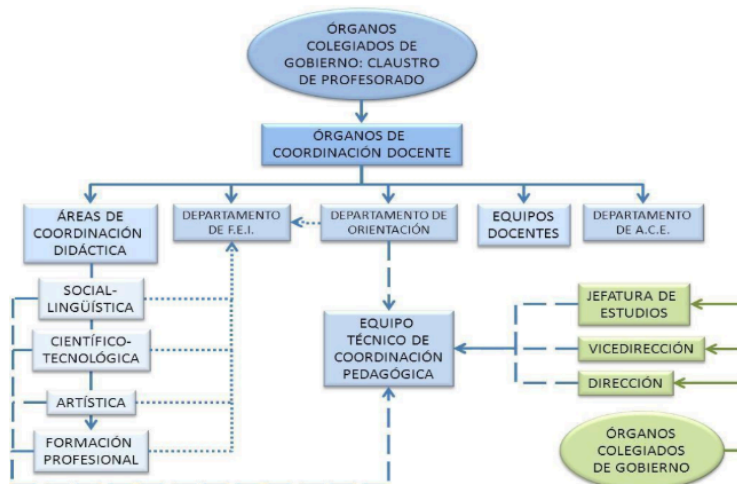 ÓRGANOS
COLEGIADOS DE
GOBIERNO: CLAUSTRO
DE PROFESORADO
ÓRGANOS DE
COORDINACIÓN DOCENTE
ÁREAS DE
COORDINACIÓN
DIDÁCTICA
DEPARTAMENTO
DE F.E.I.
DEPARTAMENTO DE
ORIENTACIÓN
EQUIPOS
DOCENTES
DEPARTAMENTO
DE A.C.E.
SOCIAL-
LINGÜÍSTICA
CIENTÍFICO-
TECNOLÓGICA
ARTÍSTICA
FORMACIÓN
PROFESIONAL
EQUIPO
TÉCNICO DE
COORDINACIÓN
PEDAGÓGICA
JEFATURA DE
ESTUDIOS
VICEDIRECCIÓN
DIRECCIÓN
ÓRGANOS
COLEGIADOS
DE GOBIERNO